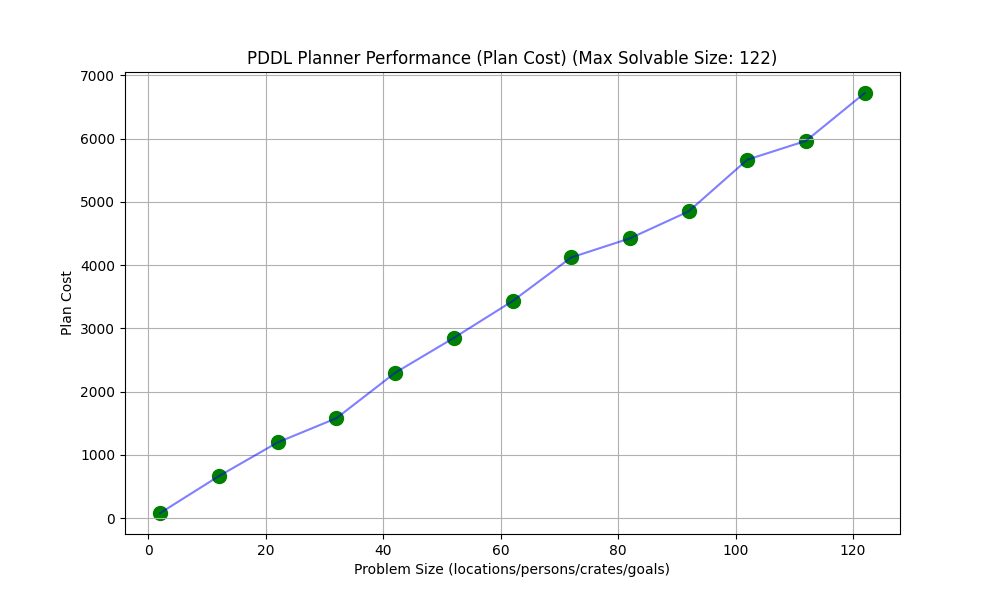 PDDL Planner Performance (Plan Cost) (Max Solvable Size: 122)
7000
6000
5000
4000
3000
2000
1000
0
Plan Cost
0 20 40 60 80 100 120
Problem Size (locations/persons/crates/goals)